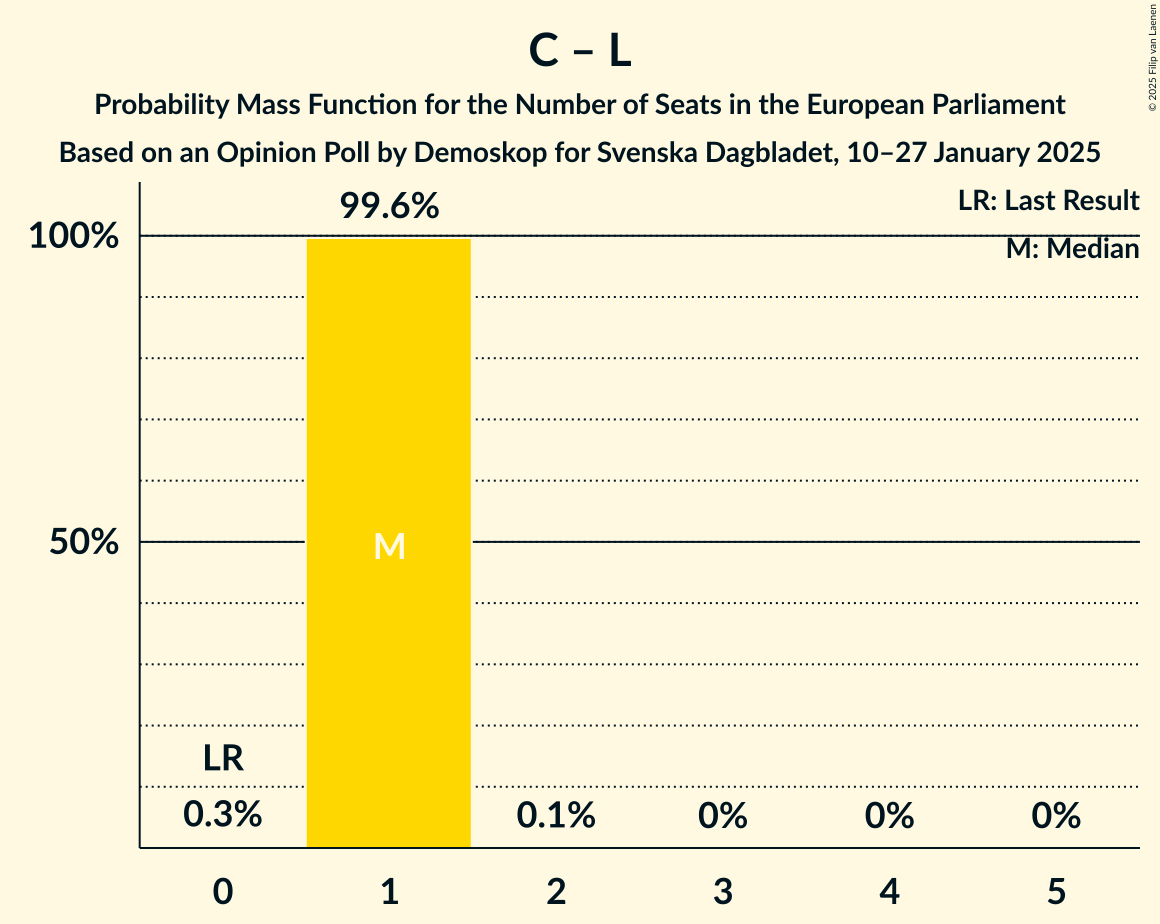 C – L
Probability Mass Function for the Number of Seats in the European Parliament
Based on an Opinion Poll by Demoskop for Svenska Dagbladet, 10–27 January 2025
© 2025 Filip van Laenen
LR: Last Result
M: Median
99.6%
100%
50%
M
LR
0.3%
0.1%
0%
0%
0%
0 1 2 3 4 5